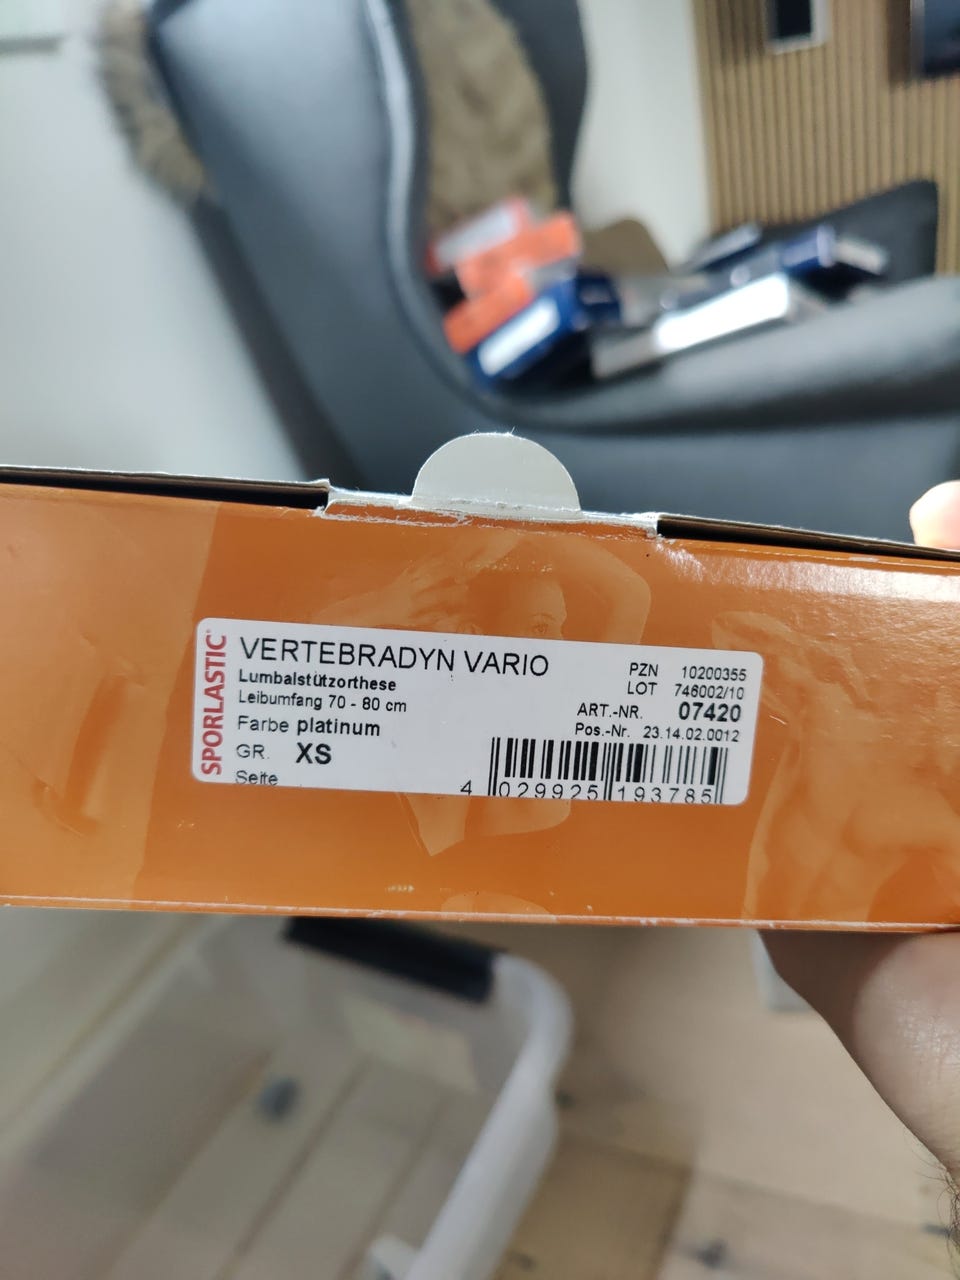 SPORLASTIC®
VERTEBRADYN VARIO
Lumbalstützorthese
Leibumfang 70 - 80 cm
Farbe platinum
GR. XS
Seite
PZN 10200355
LOT 746002/10
ART.-NR. 07420
Pos.-Nr. 23.14.02.0012
4 029925 193785